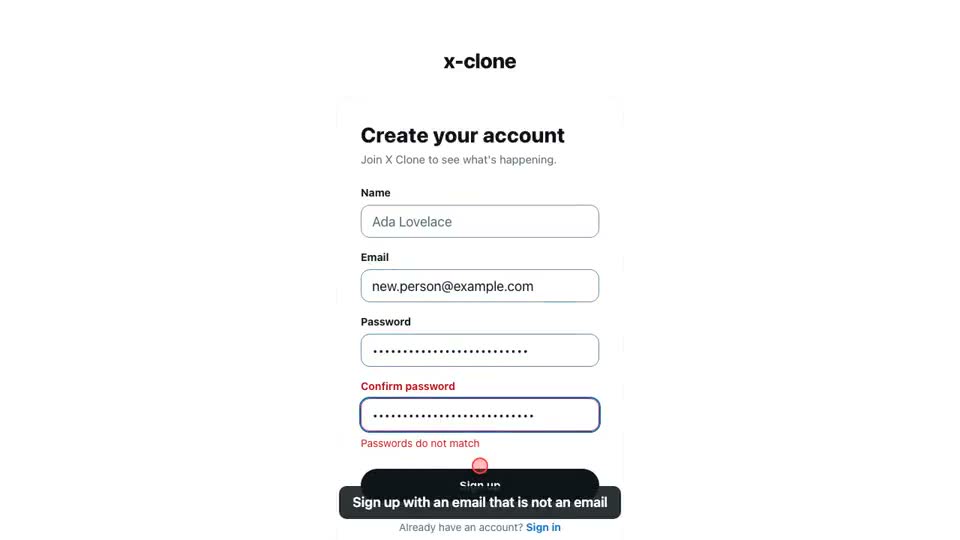 x-clone
Create your account
Join X Clone to see what's happening.
Name
Ada Lovelace
Email
new.person@example.com
Password
••••••••••••••••••••••••••
Confirm password
•••••••••••••••••••••••••••
Passwords do not match
Sign up
Sign up with an email that is not an email
Already have an account? Sign in